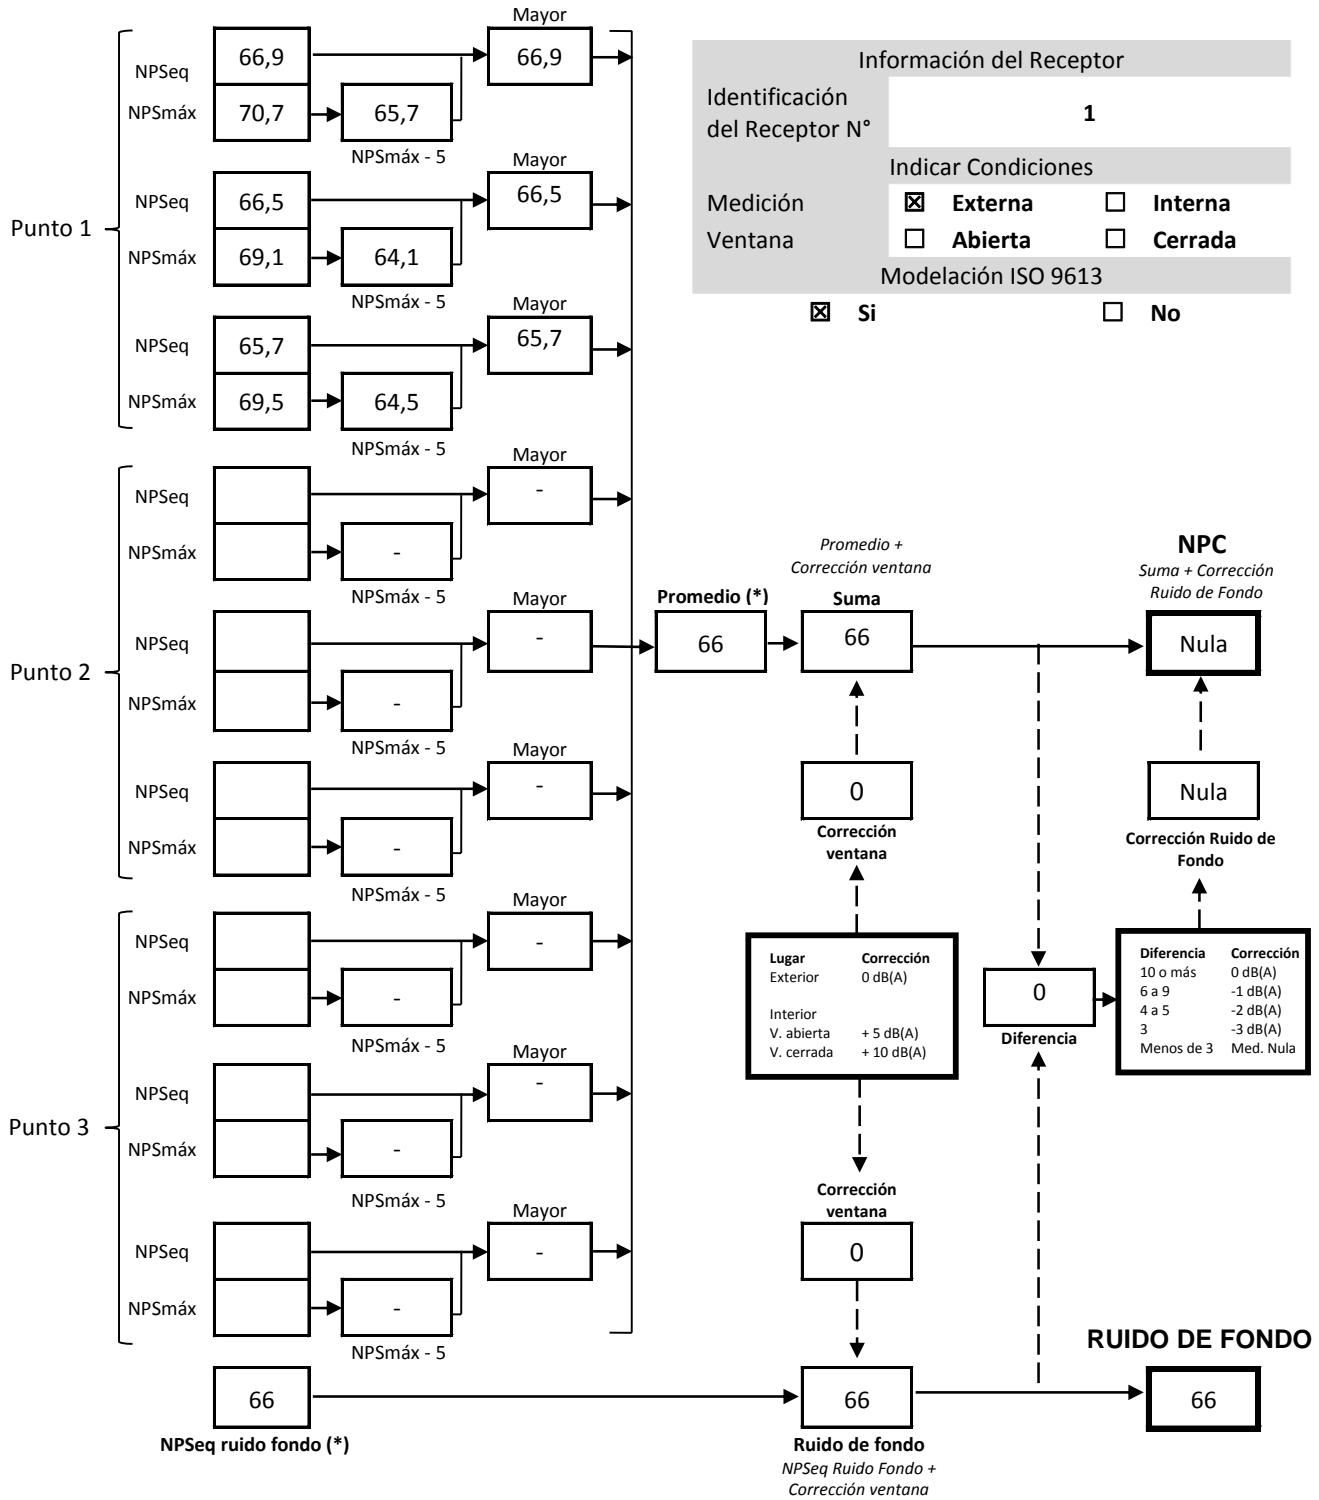 Información del Receptor
Identificación
del Receptor N°
1
Indicar Condiciones
Medición ☒ Externa ☐ Interna
Ventana ☐ Abierta ☐ Cerrada
Modelación ISO 9613
☒ Si ☐ No
Punto 1
Mayor
NPSeq 66,9 66,9
NPSmáx 70,7 65,7
NPSmáx - 5
Mayor
NPSeq 66,5 66,5
NPSmáx 69,1 64,1
NPSmáx - 5
Mayor
NPSeq 65,7 65,7
NPSmáx 69,5 64,5
NPSmáx - 5
Punto 2
Mayor
NPSeq -
NPSmáx -
NPSmáx - 5
Mayor
NPSeq -
NPSmáx -
NPSmáx - 5
Mayor
NPSeq -
NPSmáx -
NPSmáx - 5
Punto 3
Mayor
NPSeq -
NPSmáx -
NPSmáx - 5
Mayor
NPSeq -
NPSmáx -
NPSmáx - 5
Mayor
NPSeq -
NPSmáx -
NPSmáx - 5
66
NPSeq ruido fondo (*)
Promedio (*)
66
Promedio +
Corrección ventana
Suma
66
0
Corrección
ventana
Lugar Corrección
Exterior 0 dB(A)
Interior
V. abierta + 5 dB(A)
V. cerrada + 10 dB(A)
Corrección
ventana
0
66
Ruido de fondo
NPSeq Ruido Fondo +
Corrección ventana
NPC
Suma + Corrección
Ruido de Fondo
Nula
Nula
Corrección Ruido de
Fondo
0
Diferencia
Diferencia Corrección
10 o más 0 dB(A)
6 a 9 -1 dB(A)
4 a 5 -2 dB(A)
3 -3 dB(A)
Menos de 3 Med. Nula
RUIDO DE FONDO
66